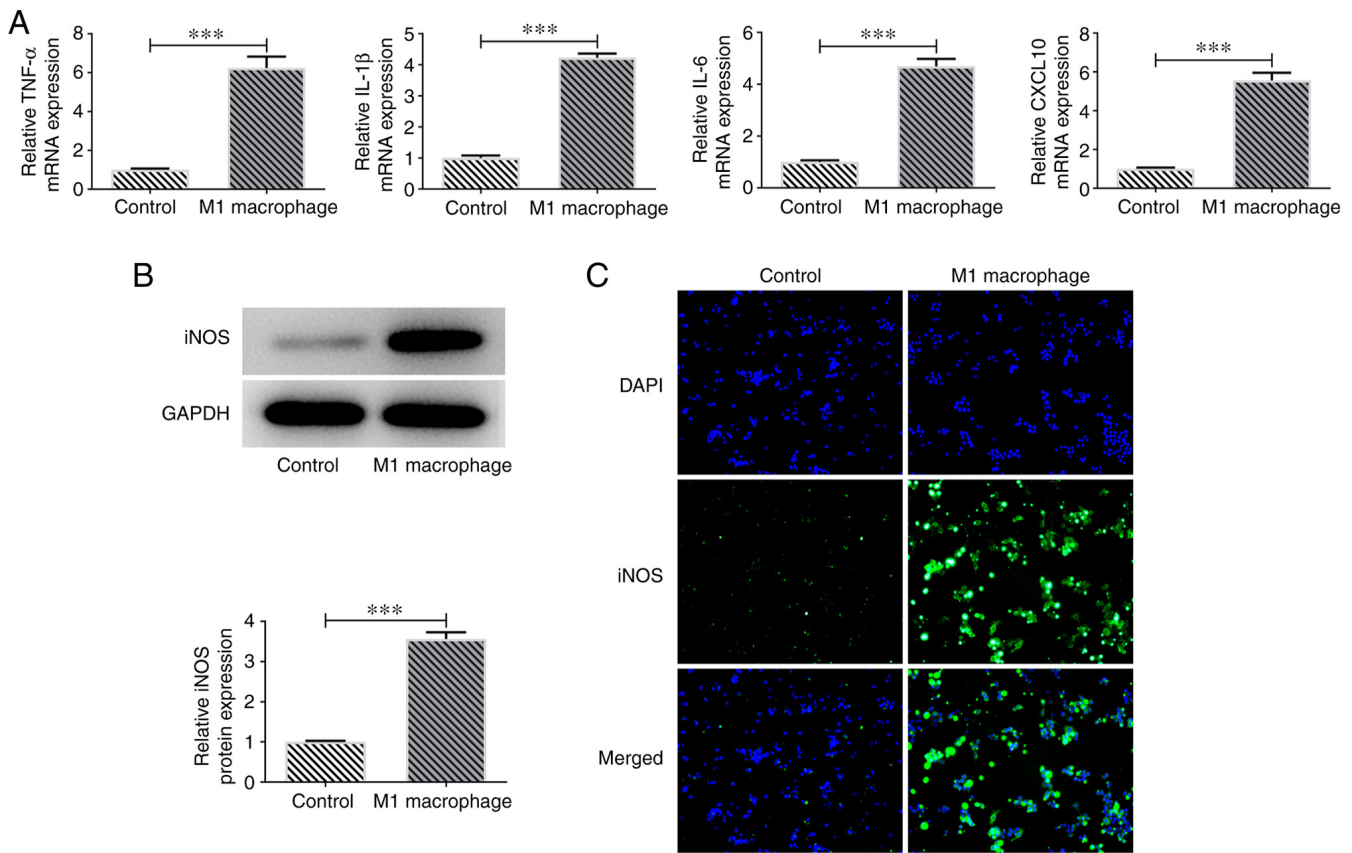 A
Relative TNF-α
mRNA expression
8
6
4
2
0
***
Control
M1 macrophage
Relative IL-1β
mRNA expression
5
4
3
2
1
0
***
Control
M1 macrophage
Relative IL-6
mRNA expression
6
4
2
0
***
Control
M1 macrophage
Relative CXCL10
mRNA expression
8
6
4
2
0
***
Control
M1 macrophage
B
iNOS
GAPDH
Control
M1 macrophage
Relative iNOS
protein expression
4
3
2
1
0
***
Control
M1 macrophage
C
Control
M1 macrophage
DAPI
iNOS
Merged